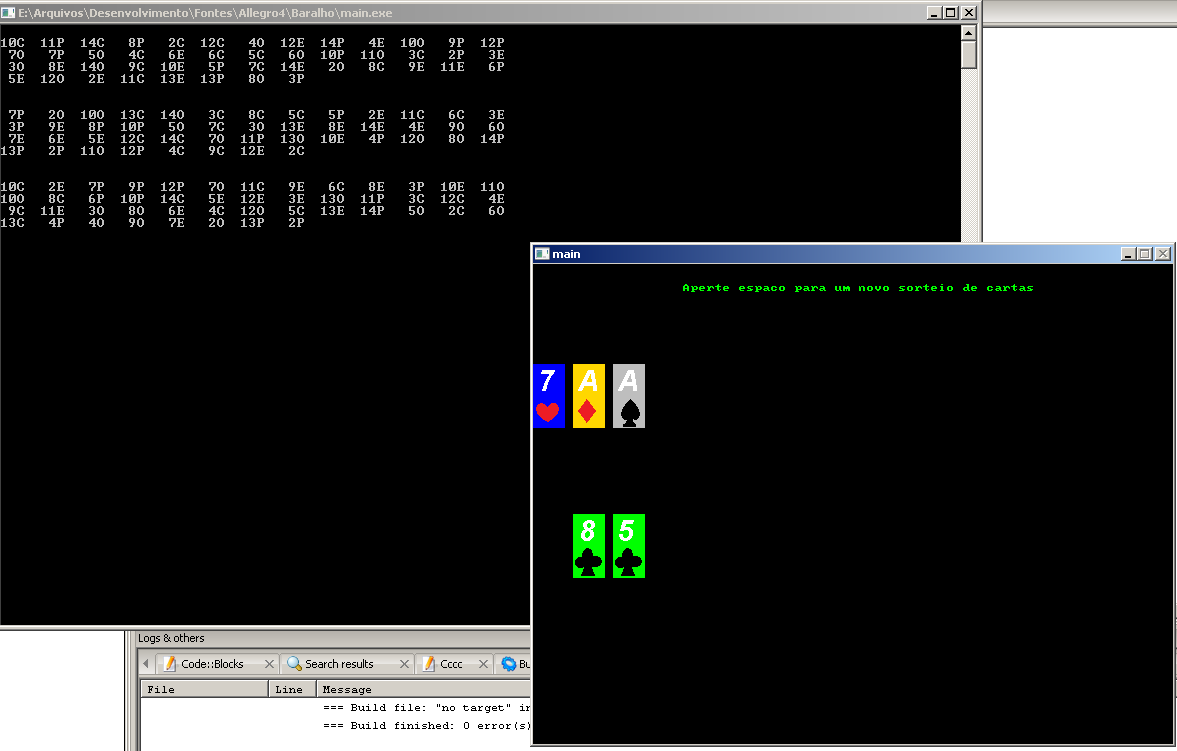 E:\Arquivos\Desenvolvimento\Fontes\Allegro4\Baralho\main.exe
10C 11P 14C 8P 2C 12C 4O 12E 14P 4E 10O 9P 12P
7O 7P 5O 4C 6E 6C 5C 6O 10P 11O 3C 2P 3E
3O 8E 14O 9C 10E 5P 7C 14E 2O 8C 9E 11E 6P
5E 12O 2E 11C 13E 13P 8O 3P
7P 2O 10O 13C 14O 3C 8C 5C 5P 2E 11C 6C 3E
3P 9E 8P 10P 5O 7C 3O 13E 8E 14E 4E 9O 6O
7E 6E 5E 12C 14C 7O 11P 13O 10E 4P 12O 8O 14P
13P 2P 11O 12P 4C 9C 12E 2C
10C 2E 7P 9P 12P 7O 11C 9E 6C 8E 3P 10E 11O
10O 8C 6P 10P 14C 5E 12E 3E 13O 11P 3C 12C 4E
9C 11E 3O 8O 6E 4C 12O 5C 13E 14P 5O 2C 6O
13C 4P 4O 9O 7E 2O 13P 2P
main
Aperte espaco para um novo sorteio de cartas
7 A A
8 5
Logs & others
Code::Blocks Search results Cccc Bu
File Line Message
=== Build file: "no target" in
=== Build finished: 0 error(s)